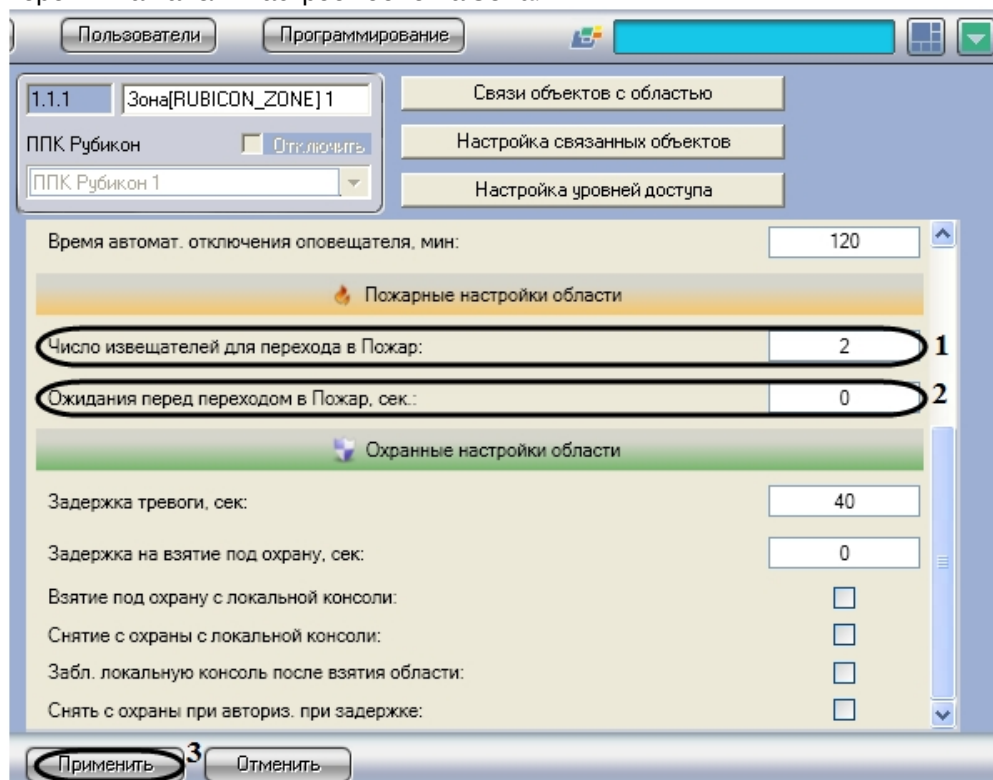 Пользователи Программирование
1.1.1 Зона[RUBICON_ZONE] 1
ППК Рубикон Отключить
ППК Рубикон 1
Связи объектов с областью
Настройка связанных объектов
Настройка уровней доступа
Время автомат. отключения оповещателя, мин: 120
Пожарные настройки области
Число извещателей для перехода в Пожар: 2 1
Ожидания перед переходом в Пожар, сек.: 0 2
Охранные настройки области
Задержка тревоги, сек: 40
Задержка на взятие под охрану, сек: 0
Взятие под охрану с локальной консоли:
Снятие с охраны с локальной консоли:
Забл. локальную консоль после взятия области:
Снять с охраны при авториз. при задержке:
Применить 3 Отменить